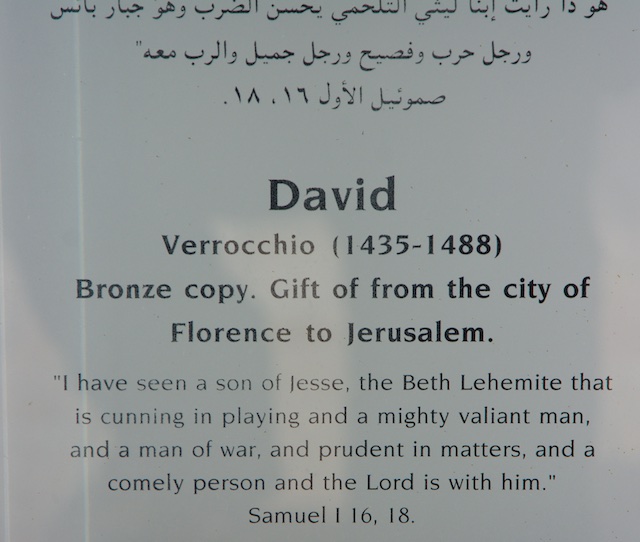 هو ذا رايت إبنا ليثي التلحمي يحسن الضرب وهو جبار بأنس
ورجل حرب وفصيح ورجل جميل والرب معه"
صموئيل الأول ١٦، ١٨.
David
Verrocchio (1435-1488)
Bronze copy. Gift of from the city of
Florence to Jerusalem.
"I have seen a son of Jesse, the Beth Lehemite that
is cunning in playing and a mighty valiant man,
and a man of war, and prudent in matters, and a
comely person and the Lord is with him."
Samuel I 16, 18.